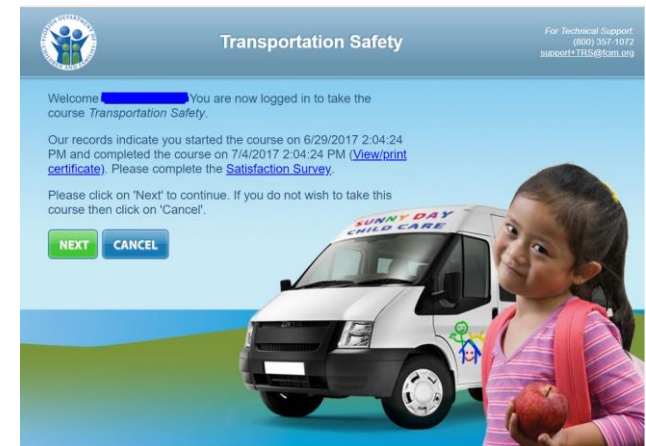 Transportation Safety
For Technical Support:
(800) 357-1072
support+TRS@fcim.org
Welcome You are now logged in to take the
course Transportation Safety.
Our records indicate you started the course on 6/29/2017 2:04:24
PM and completed the course on 7/4/2017 2:04:24 PM (View/print
certificate). Please complete the Satisfaction Survey.
Please click on 'Next' to continue. If you do not wish to take this
course then click on 'Cancel'.
NEXT CANCEL
SUNNY DAY
CHILD CARE